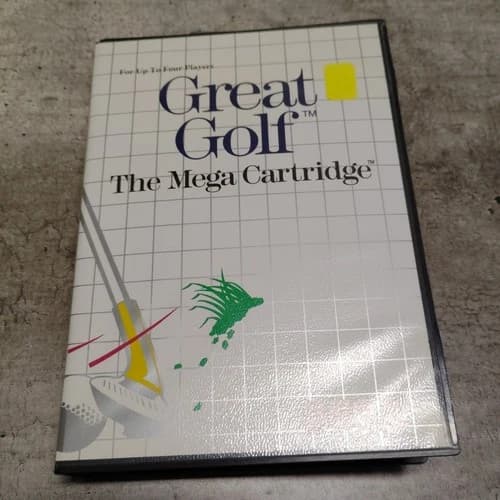 For Up To Four Players
Great
Golf™
The Mega Cartridge™